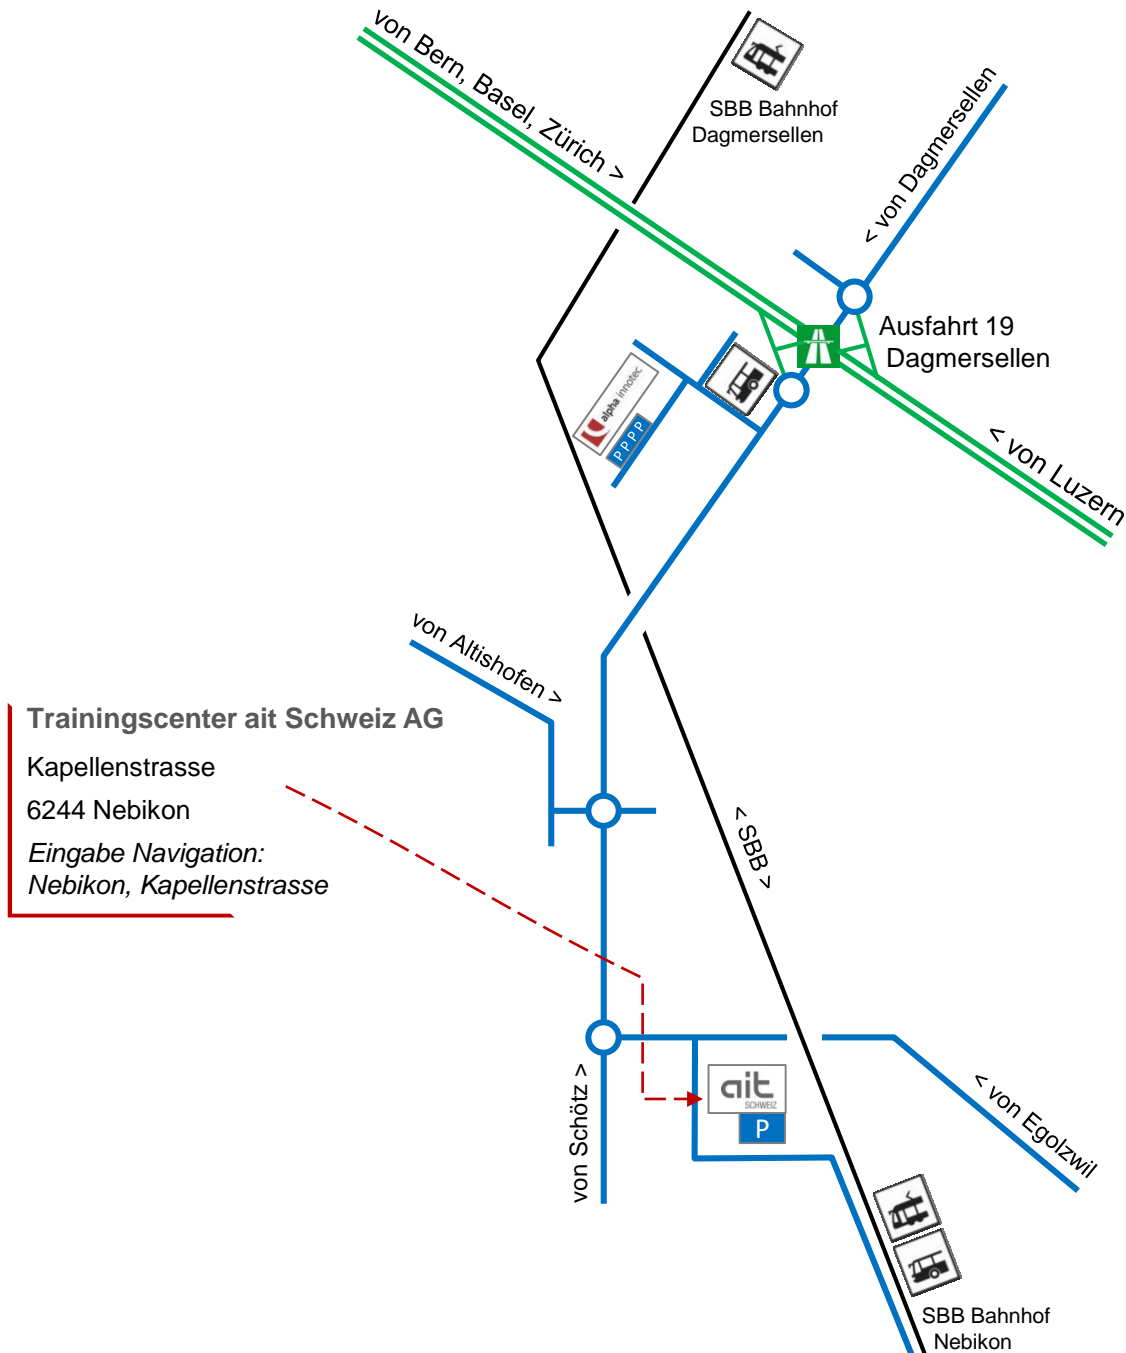 von Bern, Basel, Zürich >
SBB Bahnhof
Dagmersellen
< von Dagmersellen
Ausfahrt 19
Dagmersellen
alpha innotec
P P P P
< von Luzern
von Altishofen >
Trainingscenter ait Schweiz AG
Kapellenstrasse
6244 Nebikon
Eingabe Navigation:
Nebikon, Kapellenstrasse
< SBB >
von Schötz >
ait
SCHWEIZ
P
< von Egolzwil
SBB Bahnhof
Nebikon